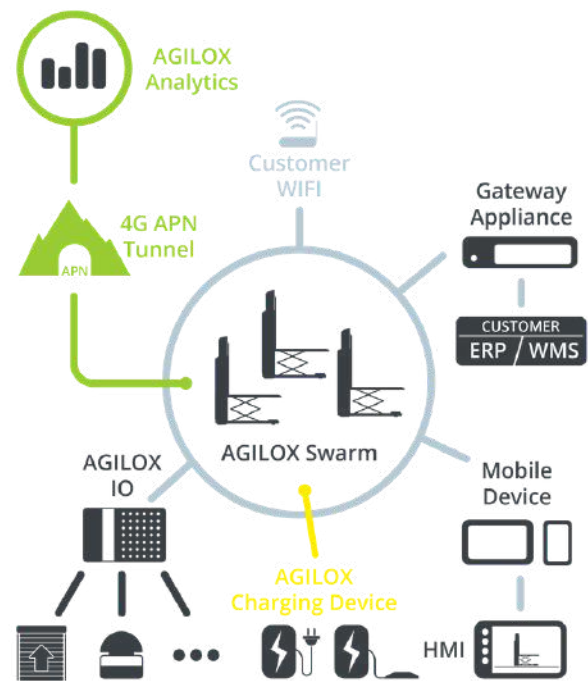 AGILOX
Analytics
Customer
WIFI
4G APN
Tunnel
APN
Gateway
Appliance
CUSTOMER
ERP / WMS
AGILOX Swarm
AGILOX
IO
Mobile
Device
AGILOX
Charging Device
HMI